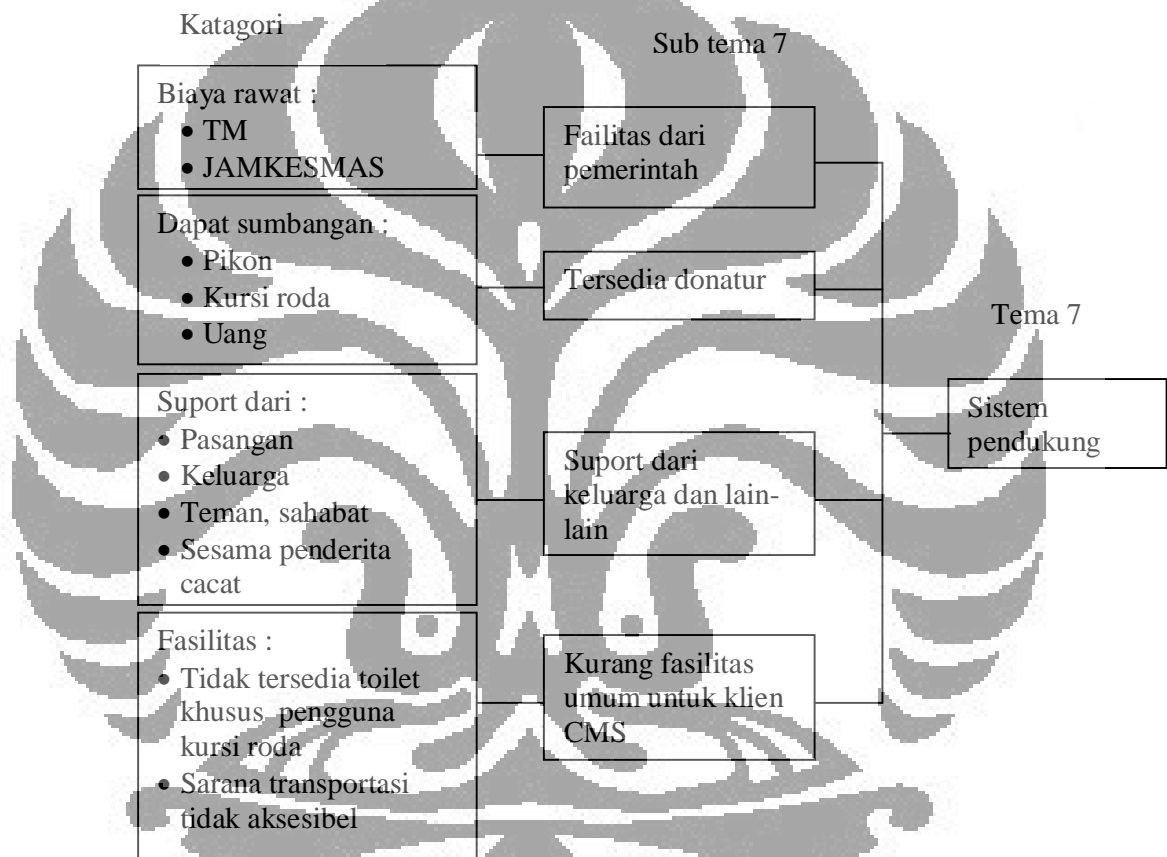 Katagori
Sub tema 7
Biaya rawat :
• TM
• JAMKESMAS
Failitas dari
pemerintah
Dapat sumbangan :
• Pikon
• Kursi roda
• Uang
Tersedia donatur
Tema 7
Sistem
pendukung
Suport dari :
• Pasangan
• Keluarga
• Teman, sahabat
• Sesama penderita
cacat
Suport dari
keluarga dan lain-
lain
Fasilitas :
• Tidak tersedia toilet
khusus pengguna
kursi roda
• Sarana transportasi
tidak aksesibel
Kurang fasilitas
umum untuk klien
CMS